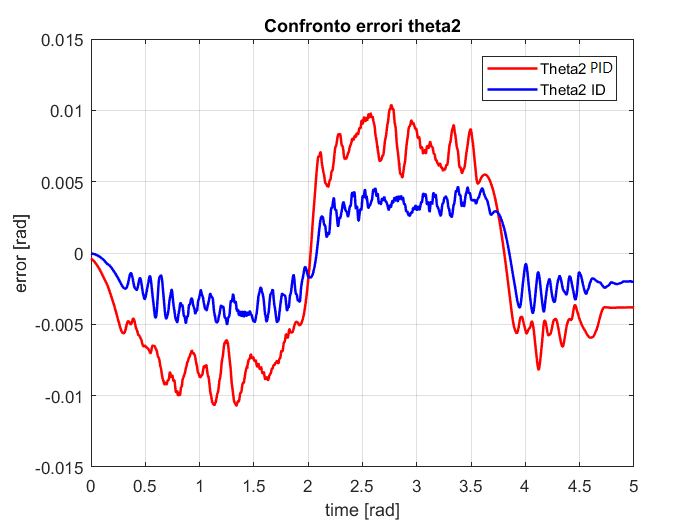 Confronto errori theta2
0.015
0.01
0.005
0
-0.005
-0.01
-0.015
error [rad]
Theta2 PID
Theta2 ID
0 0.5 1 1.5 2 2.5 3 3.5 4 4.5 5
time [rad]